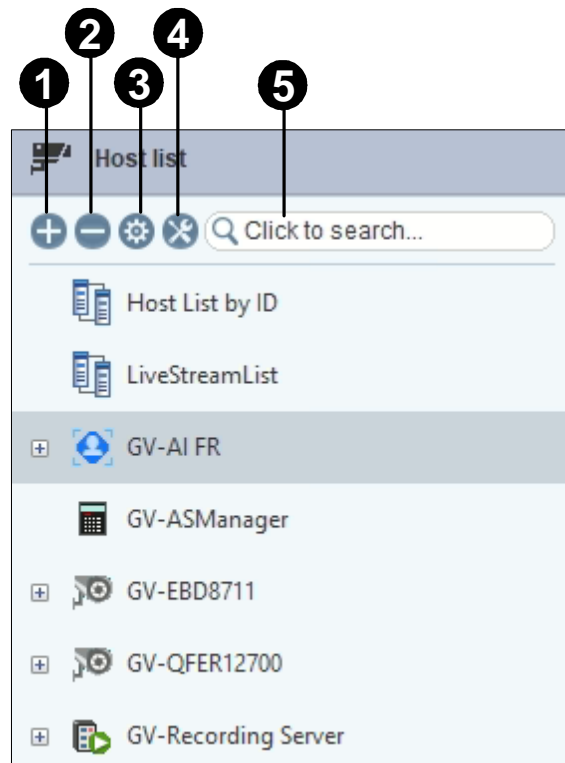 2
4
1
3
5
Host list
Click to search...
Host List by ID
LiveStreamList
GV-AI FR
GV-ASManager
GV-EBD8711
GV-QFER12700
GV-Recording Server